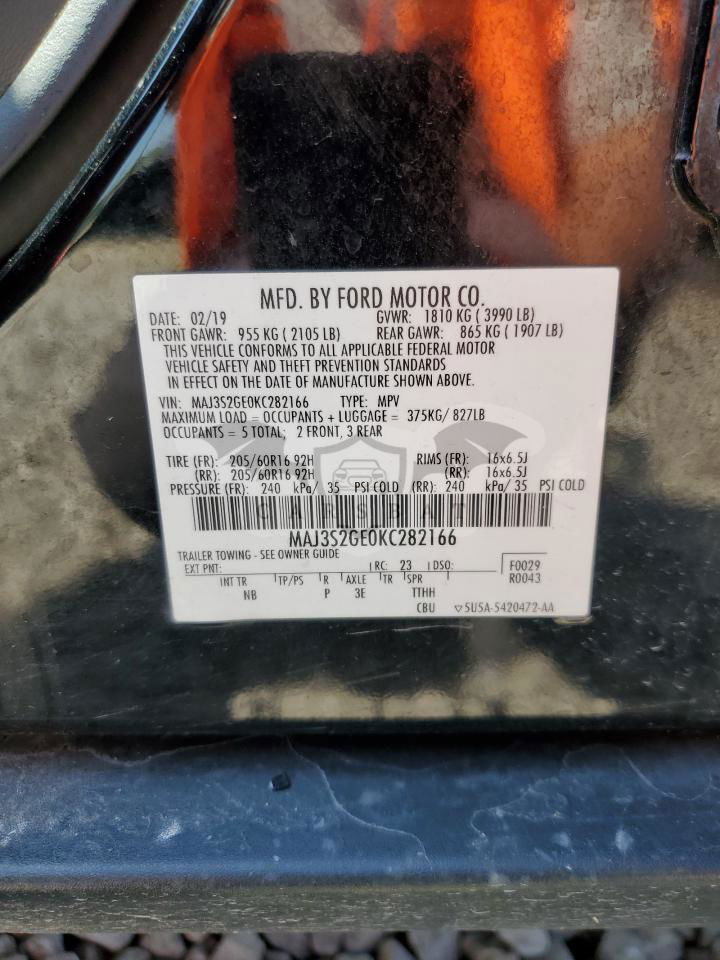 MFD. BY FORD MOTOR CO.
DATE: 02/19 GVWR: 1810 KG ( 3990 LB)
FRONT GAWR: 955 KG ( 2105 LB) REAR GAWR: 865 KG ( 1907 LB)
THIS VEHICLE CONFORMS TO ALL APPLICABLE FEDERAL MOTOR
VEHICLE SAFETY AND THEFT PREVENTION STANDARDS
IN EFFECT ON THE DATE OF MANUFACTURE SHOWN ABOVE.
VIN: MAJ3S2GE0KC282166 TYPE: MPV
MAXIMUM LOAD = OCCUPANTS + LUGGAGE = 375KG/ 827LB
OCCUPANTS = 5 TOTAL; 2 FRONT, 3 REAR
TIRE (FR): 205/60R16 92H RIMS (FR): 16x6.5J
(RR): 205/60R16 92H (RR): 16x6.5J
PRESSURE (FR): 240 kPa/ 35 PSI COLD (RR): 240 kPa/ 35 PSI COLD
MAJ3S2GE0KC282166
TRAILER TOWING - SEE OWNER GUIDE
EXT PNT: RC: 23 DSO: F0029
R0043
INT TR TP/PS R AXLE TR SPR
NB P 3E TTHH
CBU ▽5U5A-5420472-AA